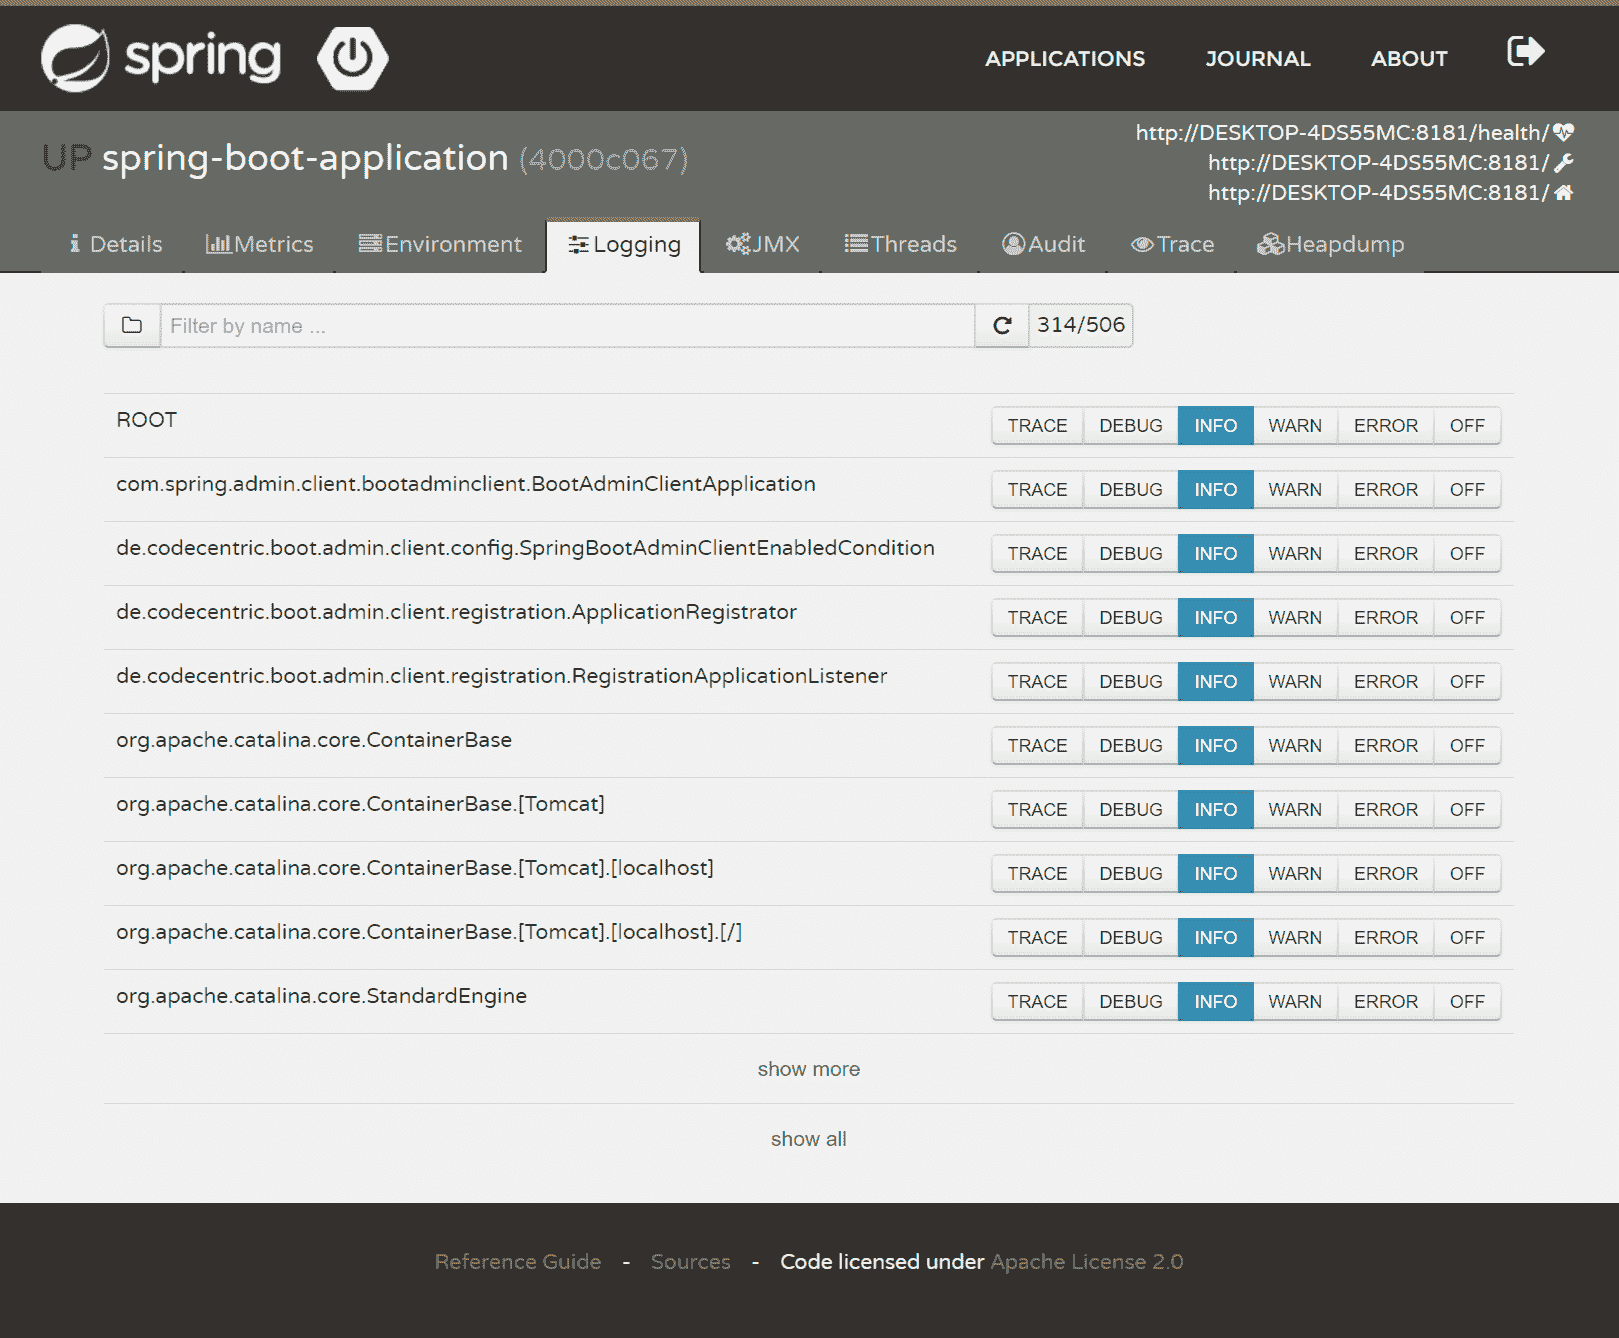 spring
APPLICATIONS JOURNAL ABOUT
UP spring-boot-application (4000c067)
http://DESKTOP-4DS55MC:8181/health/
http://DESKTOP-4DS55MC:8181/
http://DESKTOP-4DS55MC:8181/
Details Metrics Environment Logging JMX Threads Audit Trace Heapdump
Filter by name ... 314/506
ROOT TRACE DEBUG INFO WARN ERROR OFF
com.spring.admin.client.bootadminclient.BootAdminClientApplication TRACE DEBUG INFO WARN ERROR OFF
de.codecentric.boot.admin.client.config.SpringBootAdminClientEnabledCondition TRACE DEBUG INFO WARN ERROR OFF
de.codecentric.boot.admin.client.registration.ApplicationRegistrator TRACE DEBUG INFO WARN ERROR OFF
de.codecentric.boot.admin.client.registration.RegistrationApplicationListener TRACE DEBUG INFO WARN ERROR OFF
org.apache.catalina.core.ContainerBase TRACE DEBUG INFO WARN ERROR OFF
org.apache.catalina.core.ContainerBase.[Tomcat] TRACE DEBUG INFO WARN ERROR OFF
org.apache.catalina.core.ContainerBase.[Tomcat].[localhost] TRACE DEBUG INFO WARN ERROR OFF
org.apache.catalina.core.ContainerBase.[Tomcat].[localhost].[/] TRACE DEBUG INFO WARN ERROR OFF
org.apache.catalina.core.StandardEngine TRACE DEBUG INFO WARN ERROR OFF
show more
show all
Reference Guide - Sources - Code licensed under Apache License 2.0